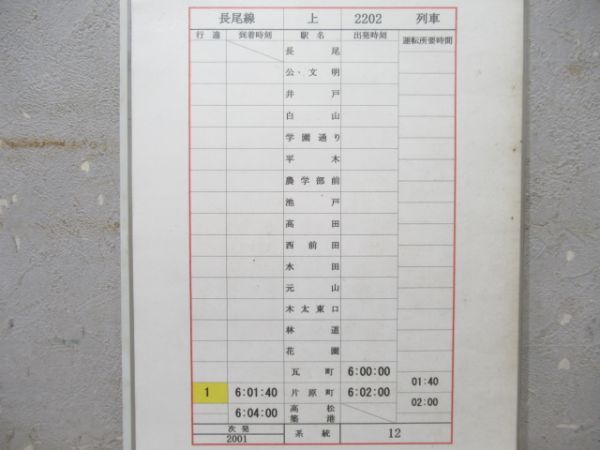 長尾線 上 2202 列車
行違 到着時刻 駅名 出発時刻 運転所要時間
長尾
公・文明
井戸
白山
学園通り
平木
農学部前
池戸
高田
西前田
水田
元山
木太東口
林道
花園
瓦町 6:00:00
01:40
1 6:01:40 片原町 6:02:00
02:00
6:04:00 高松築港
次発 2001 系統 12